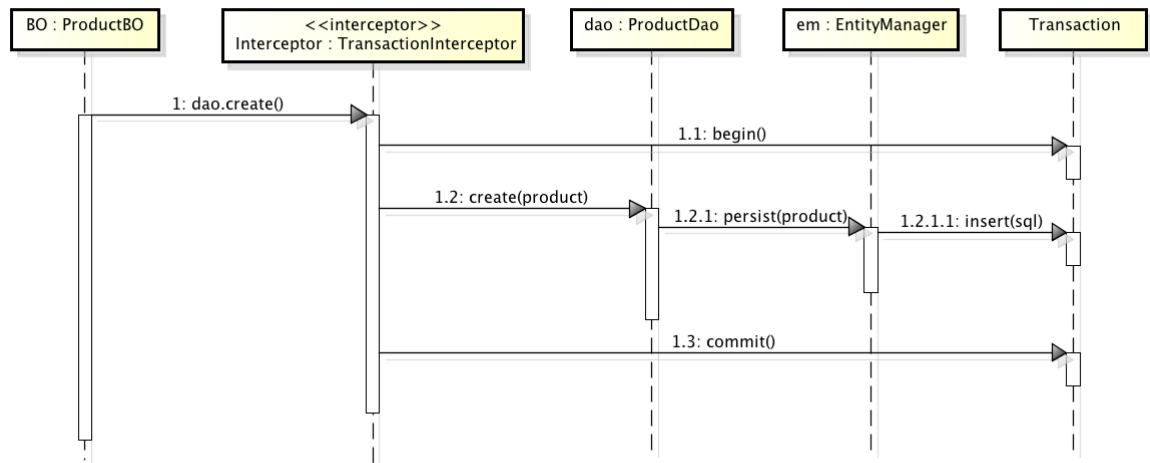 BO : ProductBO
<<interceptor>>
Interceptor : TransactionInterceptor
dao : ProductDao
em : EntityManager
Transaction
1: dao.create()
1.1: begin()
1.2: create(product)
1.2.1: persist(product)
1.2.1.1: insert(sql)
1.3: commit()